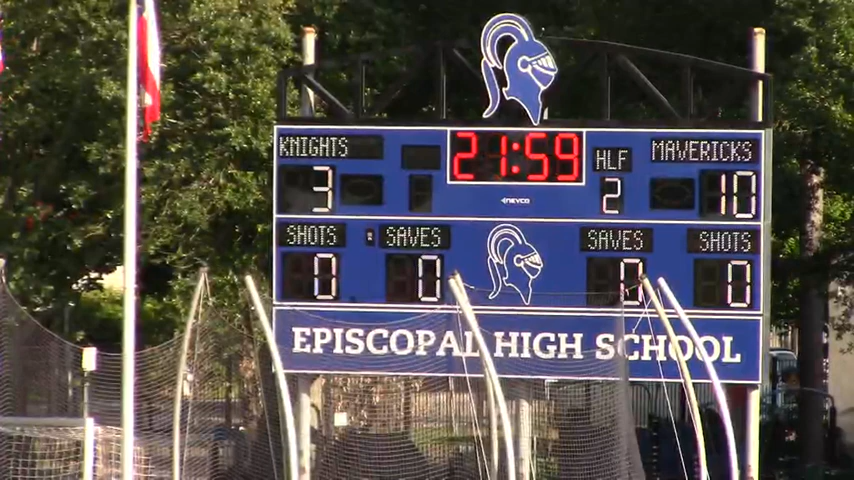 KNIGHTS 21:59 HLF MAVERICKS
3 2 10
NEVCO
SHOTS SAVES SAVES SHOTS
0 0 0 0
EPISCOPAL HIGH SCHOOL